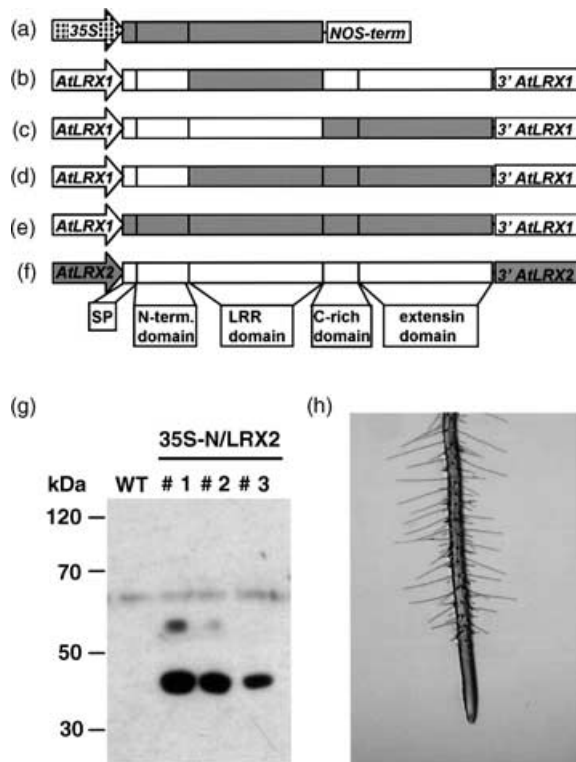 (a) 35S NOS-term
(b) AtLRX1 3' AtLRX1
(c) AtLRX1 3' AtLRX1
(d) AtLRX1 3' AtLRX1
(e) AtLRX1 3' AtLRX1
(f) AtLRX2 3' AtLRX2
SP N-term. domain LRR domain C-rich domain extensin domain
(g) (h)
35S-N/LRX2
kDa WT # 1 # 2 # 3
120
70
50
30